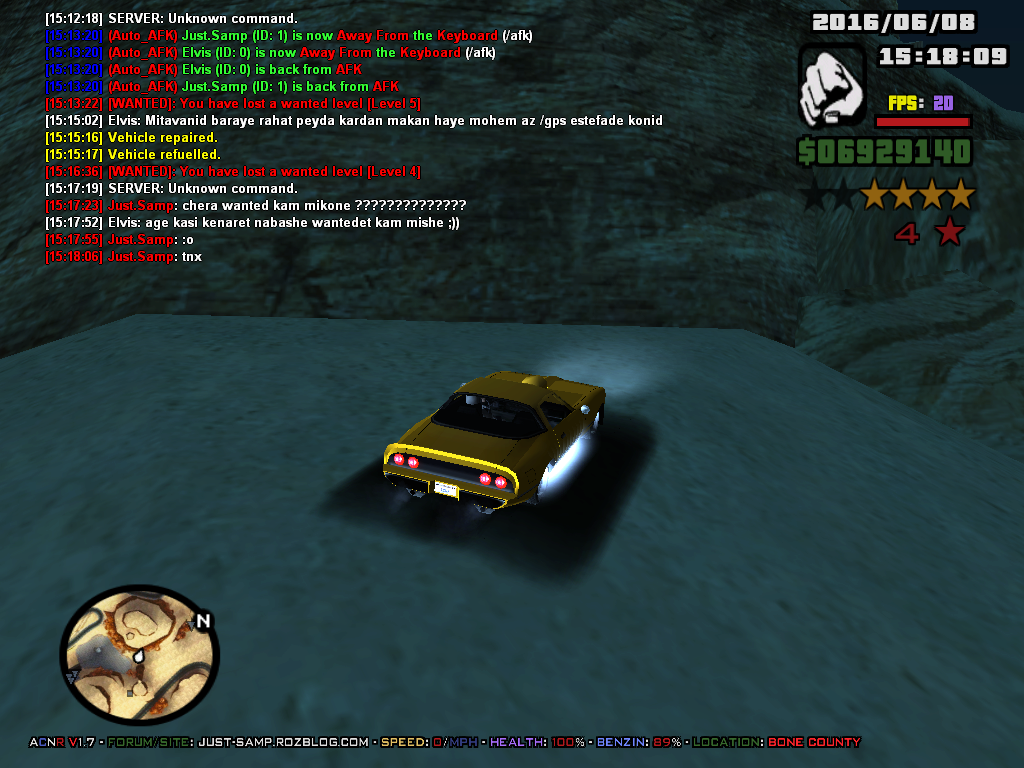 [15:12:18] SERVER: Unknown command.
[15:13:20] (Auto_AFK) Just.Samp (ID: 1) is now Away From the Keyboard (/afk)
[15:13:20] (Auto_AFK) Elvis (ID: 0) is now Away From the Keyboard (/afk)
[15:13:20] (Auto_AFK) Elvis (ID: 0) is back from AFK
[15:13:20] (Auto_AFK) Just.Samp (ID: 1) is back from AFK
[15:13:22] [WANTED]: You have lost a wanted level [Level 5]
[15:15:02] Elvis: Mitavanid baraye rahat peyda kardan makan haye mohem az /gps estefade konid
[15:15:16] Vehicle repaired.
[15:15:17] Vehicle refuelled.
[15:16:36] [WANTED]: You have lost a wanted level [Level 4]
[15:17:19] SERVER: Unknown command.
[15:17:23] Just.Samp: chera wanted kam mikone ??????????????
[15:17:52] Elvis: age kasi kenaret nabashe wantedet kam mishe ;))
[15:17:55] Just.Samp: :o
[15:18:06] Just.Samp: tnx
2016/06/08
15:18:09
FPS: 20
$06929140
4
N
ACNR V1.7 - FORUM/SITE: JUST-SAMP.ROZBLOG.COM - SPEED: 0/MPH - HEALTH: 100% - BENZIN: 89% - LOCATION: BONE COUNTY